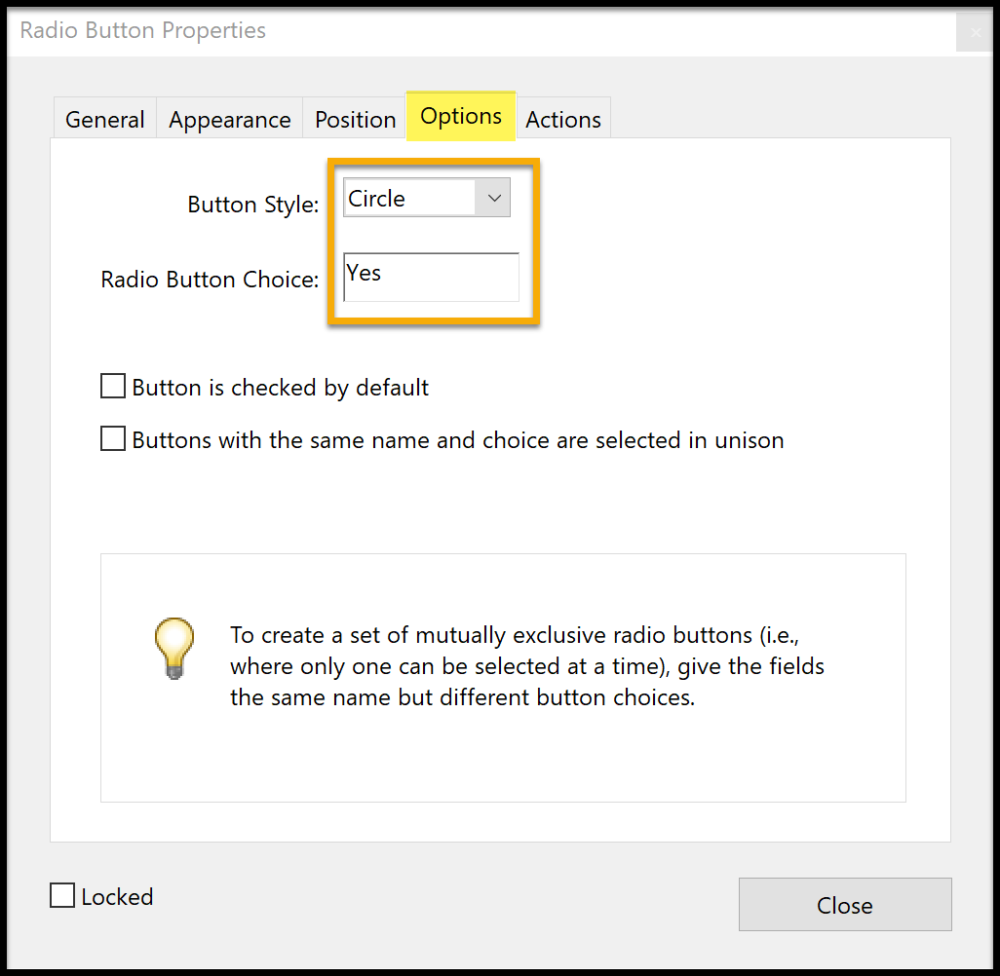 Radio Button Properties
General Appearance Position Options Actions
Button Style: Circle
Radio Button Choice: Yes
Button is checked by default
Buttons with the same name and choice are selected in unison
To create a set of mutually exclusive radio buttons (i.e.,
where only one can be selected at a time), give the fields
the same name but different button choices.
Locked
Close